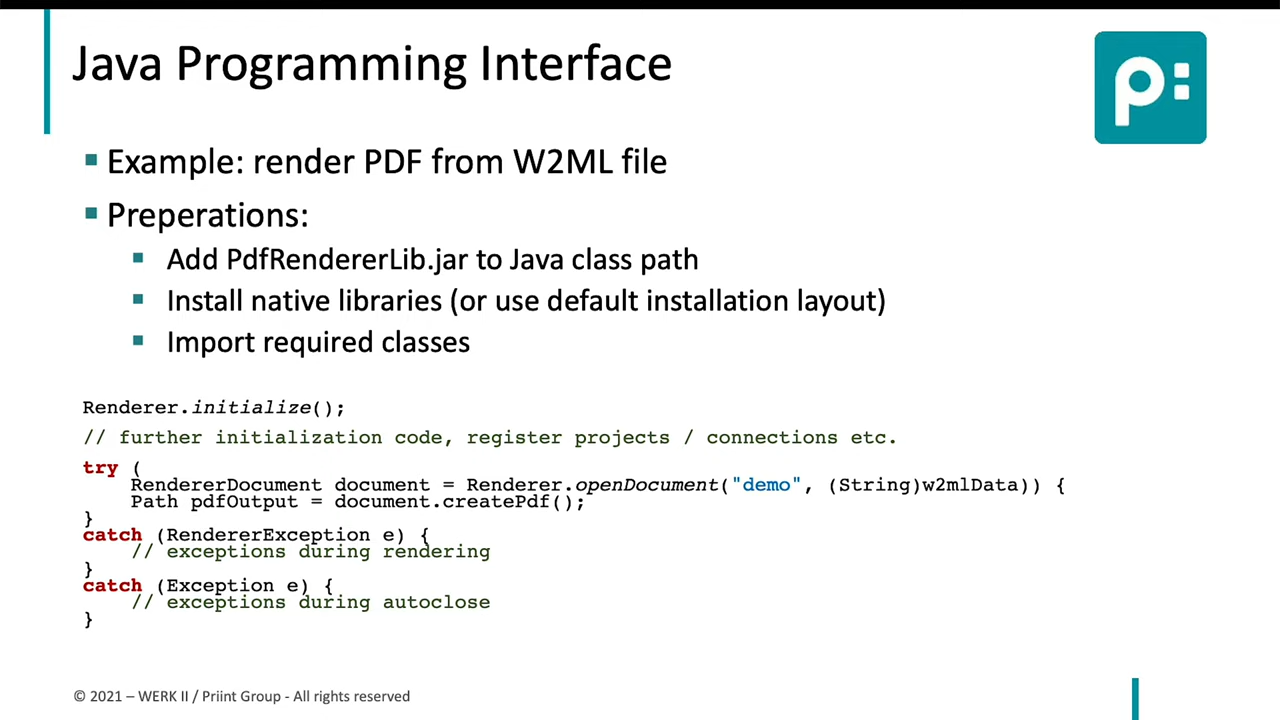 Java Programming Interface
p:
Example: render PDF from W2ML file
Preperations:
Add PdfRendererLib.jar to Java class path
Install native libraries (or use default installation layout)
Import required classes
Renderer.initialize();
// further initialization code, register projects / connections etc.
try (
RendererDocument document = Renderer.openDocument("demo", (String)w2mlData)) {
Path pdfOutput = document.createPdf();
}
catch (RendererException e) {
// exceptions during rendering
}
catch (Exception e) {
// exceptions during autoclose
}
© 2021 – WERK II / Priint Group - All rights reserved